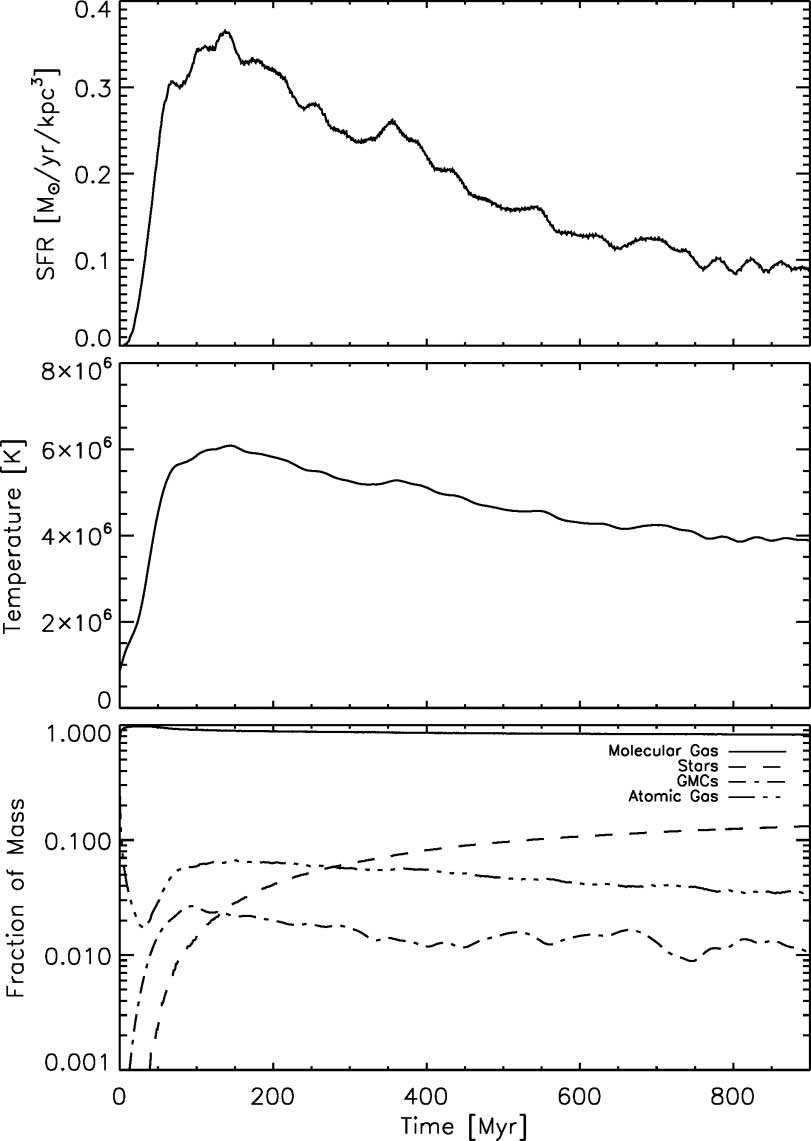 SFR [M⊙/yr/kpc³]
0.4
0.3
0.2
0.1
0.0
Temperature [K]
8×10⁶
6×10⁶
4×10⁶
2×10⁶
0
Fraction of Mass
1.000
0.100
0.010
0.001
Molecular Gas
Stars
GMCs
Atomic Gas
0 200 400 600 800
Time [Myr]